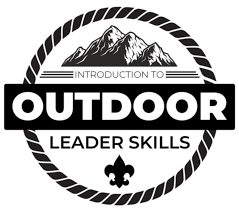 INTRODUCTION TO
OUTDOOR
LEADER SKILLS